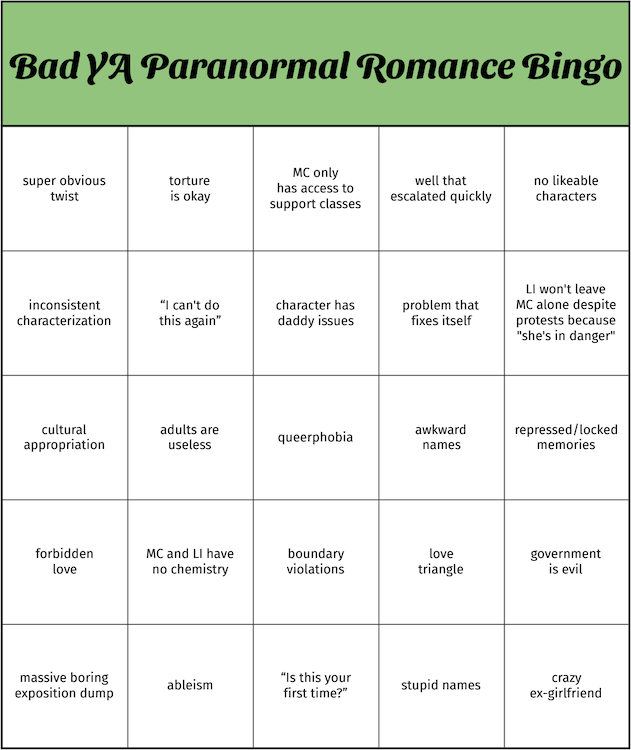 Bad YA Paranormal Romance Bingo
super obvious
twist
torture
is okay
MC only
has access to
support classes
well that
escalated quickly
no likeable
characters
inconsistent
characterization
“I can't do
this again”
character has
daddy issues
problem that
fixes itself
LI won't leave
MC alone despite
protests because
"she's in danger"
cultural
appropriation
adults are
useless
queerphobia
awkward
names
repressed/locked
memories
forbidden
love
MC and LI have
no chemistry
boundary
violations
love
triangle
government
is evil
massive boring
exposition dump
ableism
“Is this your
first time?”
stupid names
crazy
ex-girlfriend